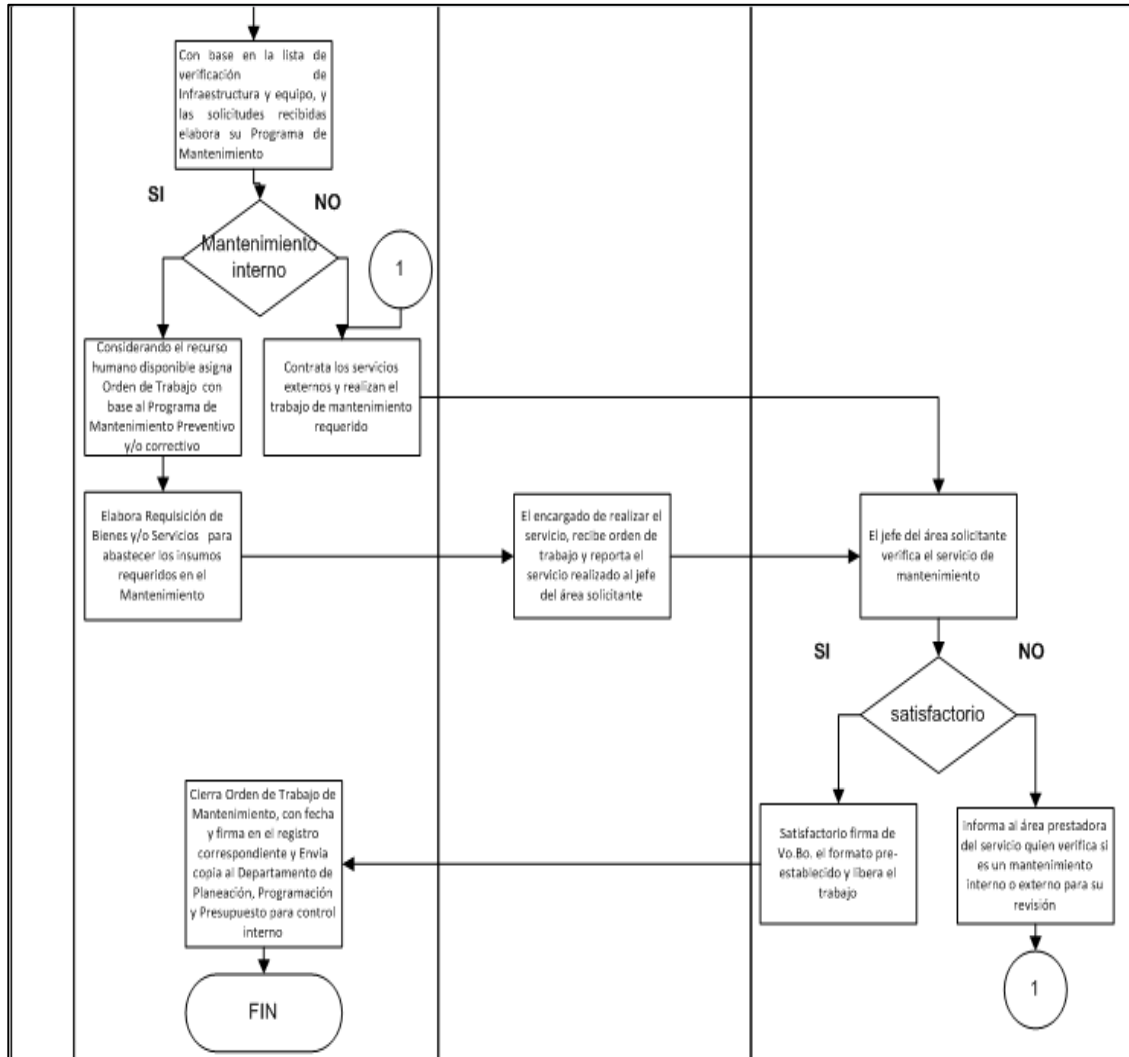 Con base en la lista de
verificación de
Infraestructura y equipo, y
las solicitudes recibidas
elabora su Programa de
Mantenimiento
SI
NO
Mantenimiento
interno
1
Considerando el recurso
humano disponible asigna
Orden de Trabajo con
base al Programa de
Mantenimiento Preventivo
y/o correctivo
Contrata los servicios
externos y realizan el
trabajo de mantenimiento
requerido
Elabora Requisición de
Bienes y/o Servicios para
abastecer los insumos
requeridos en el
Mantenimiento
El encargado de realizar el
servicio, recibe orden de
trabajo y reporta el
servicio realizado al jefe
del área solicitante
El jefe del área solicitante
verifica el servicio de
mantenimiento
SI
NO
satisfactorio
Cierra Orden de Trabajo de
Mantenimiento, con fecha
y firma en el registro
correspondiente y Envía
copia al Departamento de
Planeación, Programación
y Presupuesto para control
interno
Satisfactorio firma de
Vo.Bo. el formato pre-
establecido y libera el
trabajo
Informa al área prestadora
del servicio quien verifica si
es un mantenimiento
interno o externo para su
revisión
FIN
1